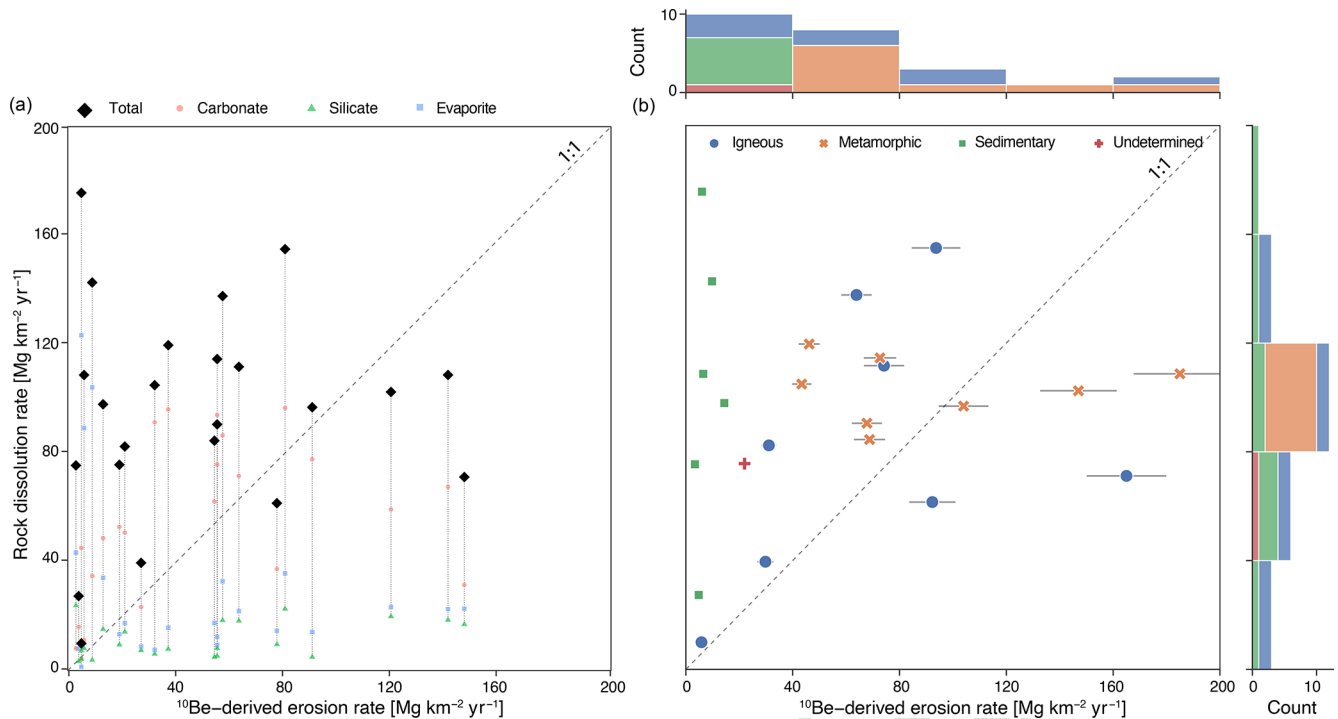 10
Count
0
(a)
Total
Carbonate
Silicate
Evaporite
(b)
200
1:1
Igneous
Metamorphic
Sedimentary
Undetermined
1:1
160
120
80
40
0
Rock dissolution rate [Mg km⁻² yr⁻¹]
0 40 80 120 160 200
¹⁰Be−derived erosion rate [Mg km⁻² yr⁻¹]
0 40 80 120 160 200
¹⁰Be−derived erosion rate [Mg km⁻² yr⁻¹]
0 10
Count